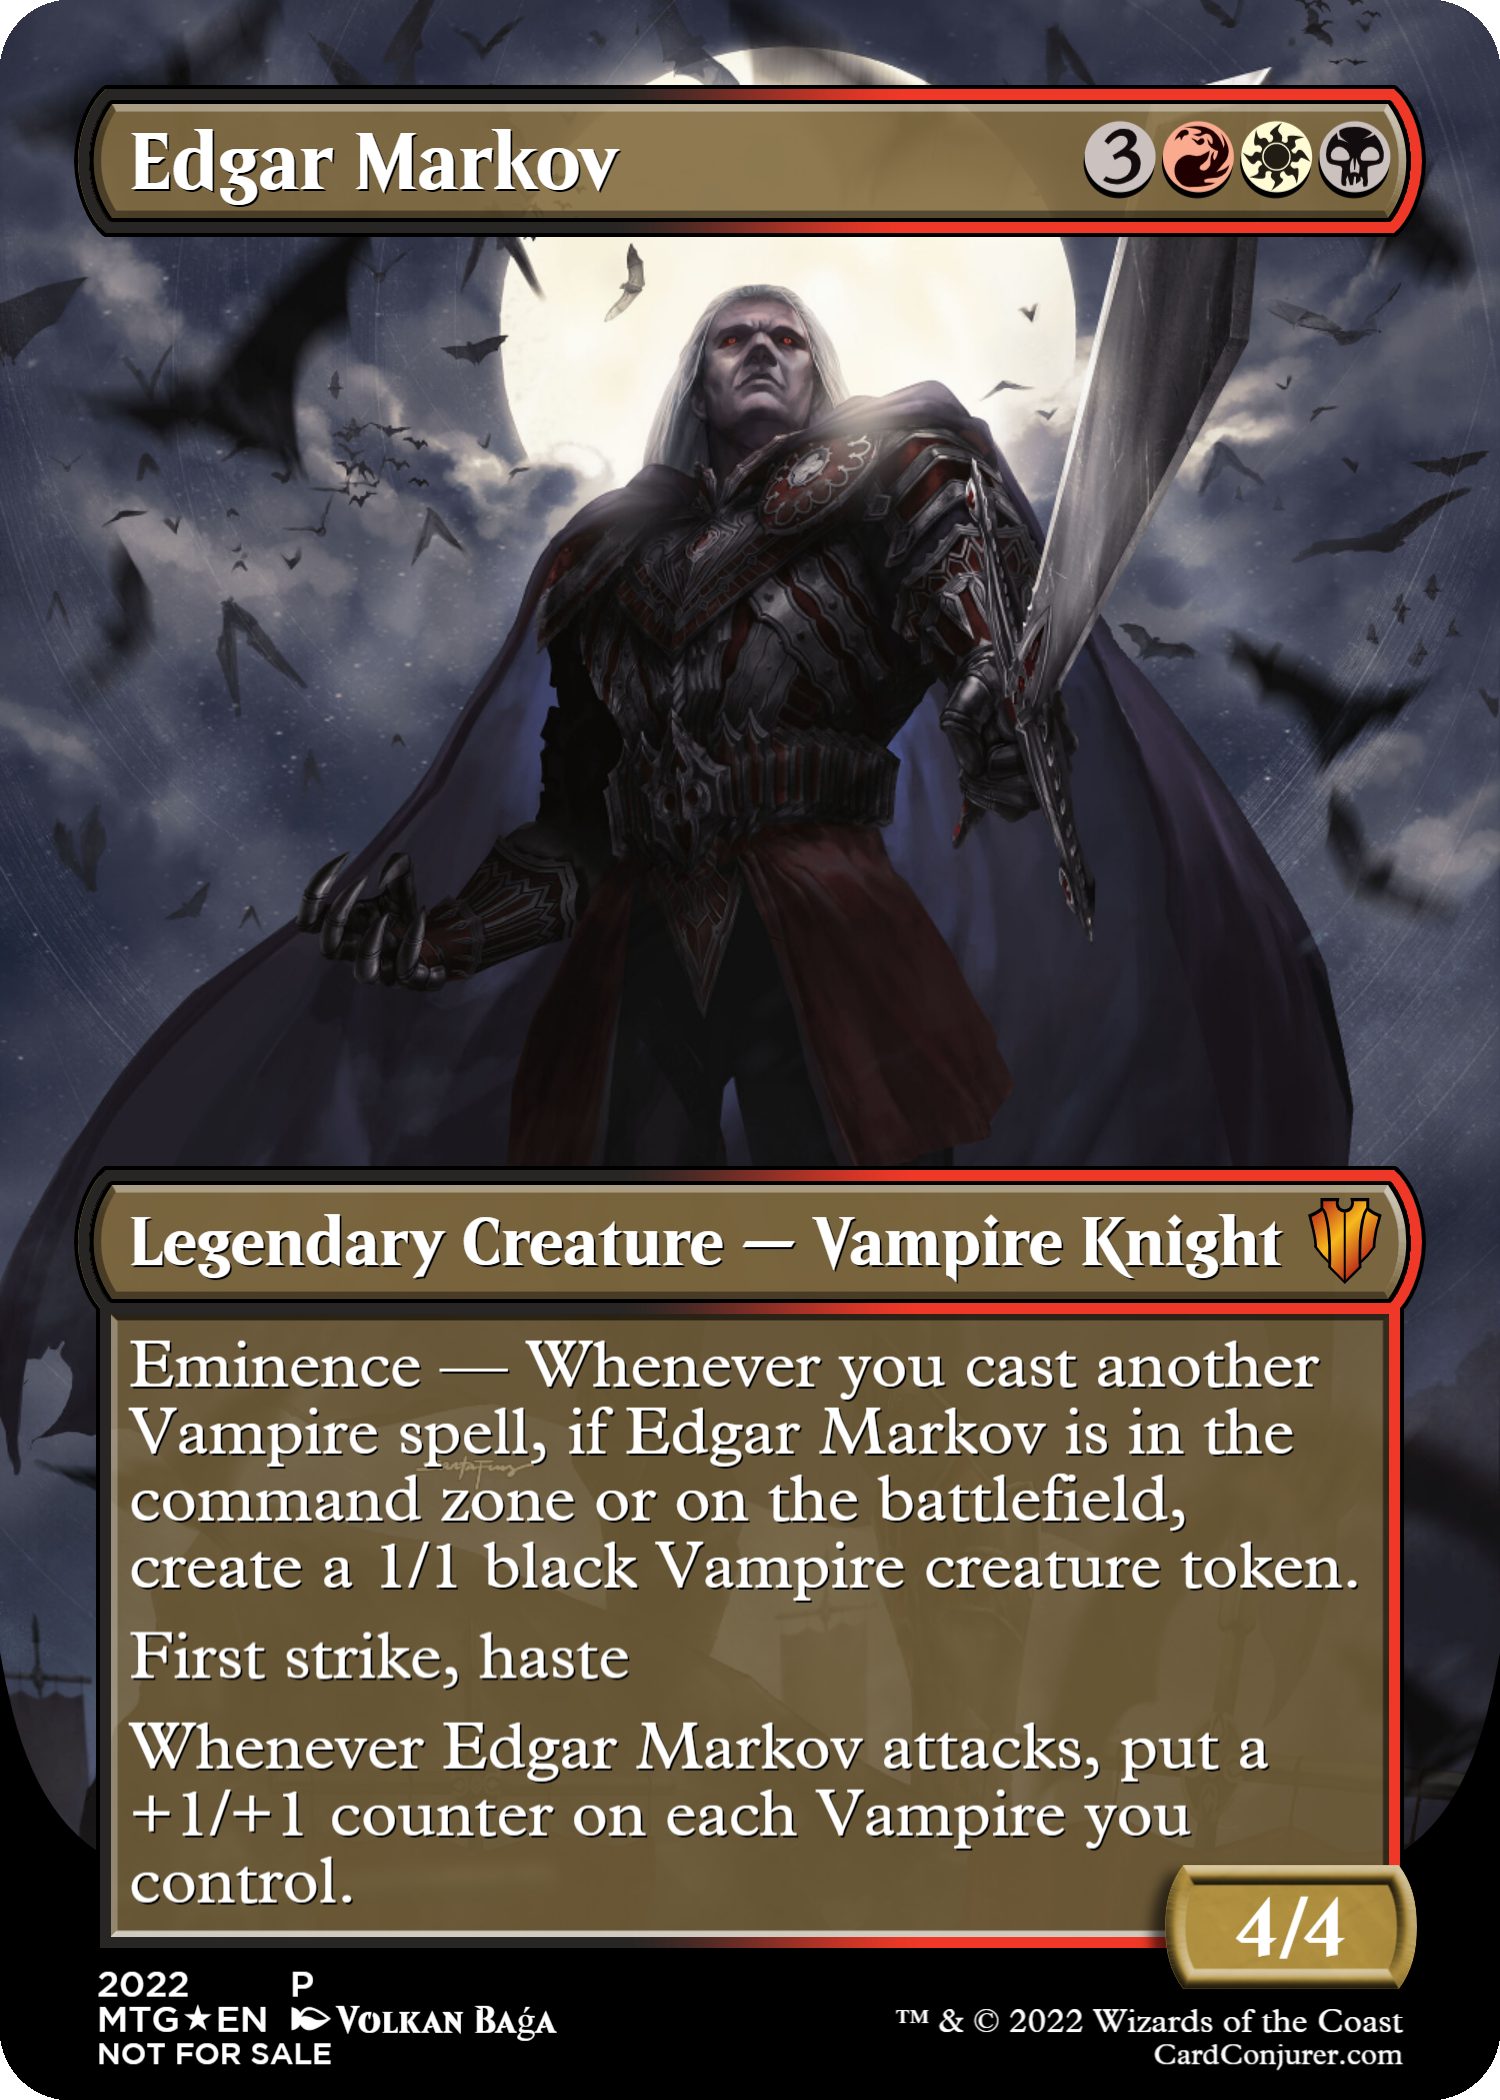 Edgar Markov 3
Legendary Creature — Vampire Knight
Eminence — Whenever you cast another
Vampire spell, if Edgar Markov is in the
command zone or on the battlefield,
create a 1/1 black Vampire creature token.
First strike, haste
Whenever Edgar Markov attacks, put a
+1/+1 counter on each Vampire you
control.
4/4
2022 P
MTG★EN Volkan Bağa
NOT FOR SALE
™ & © 2022 Wizards of the Coast
CardConjurer.com